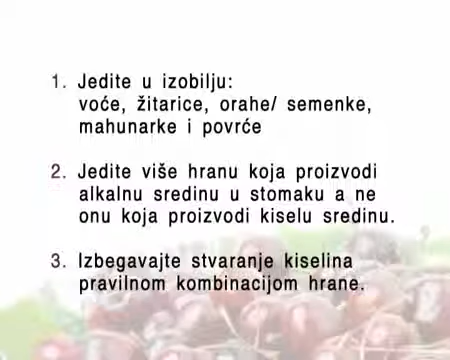 1. Jedite u izobilju:
voće, žitarice, orahe/ semenke,
mahunarke i povrće
2. Jedite više hranu koja proizvodi
alkalnu sredinu u stomaku a ne
onu koja proizvodi kiselu sredinu.
3. Izbegavajte stvaranje kiselina
pravilnom kombinacijom hrane.